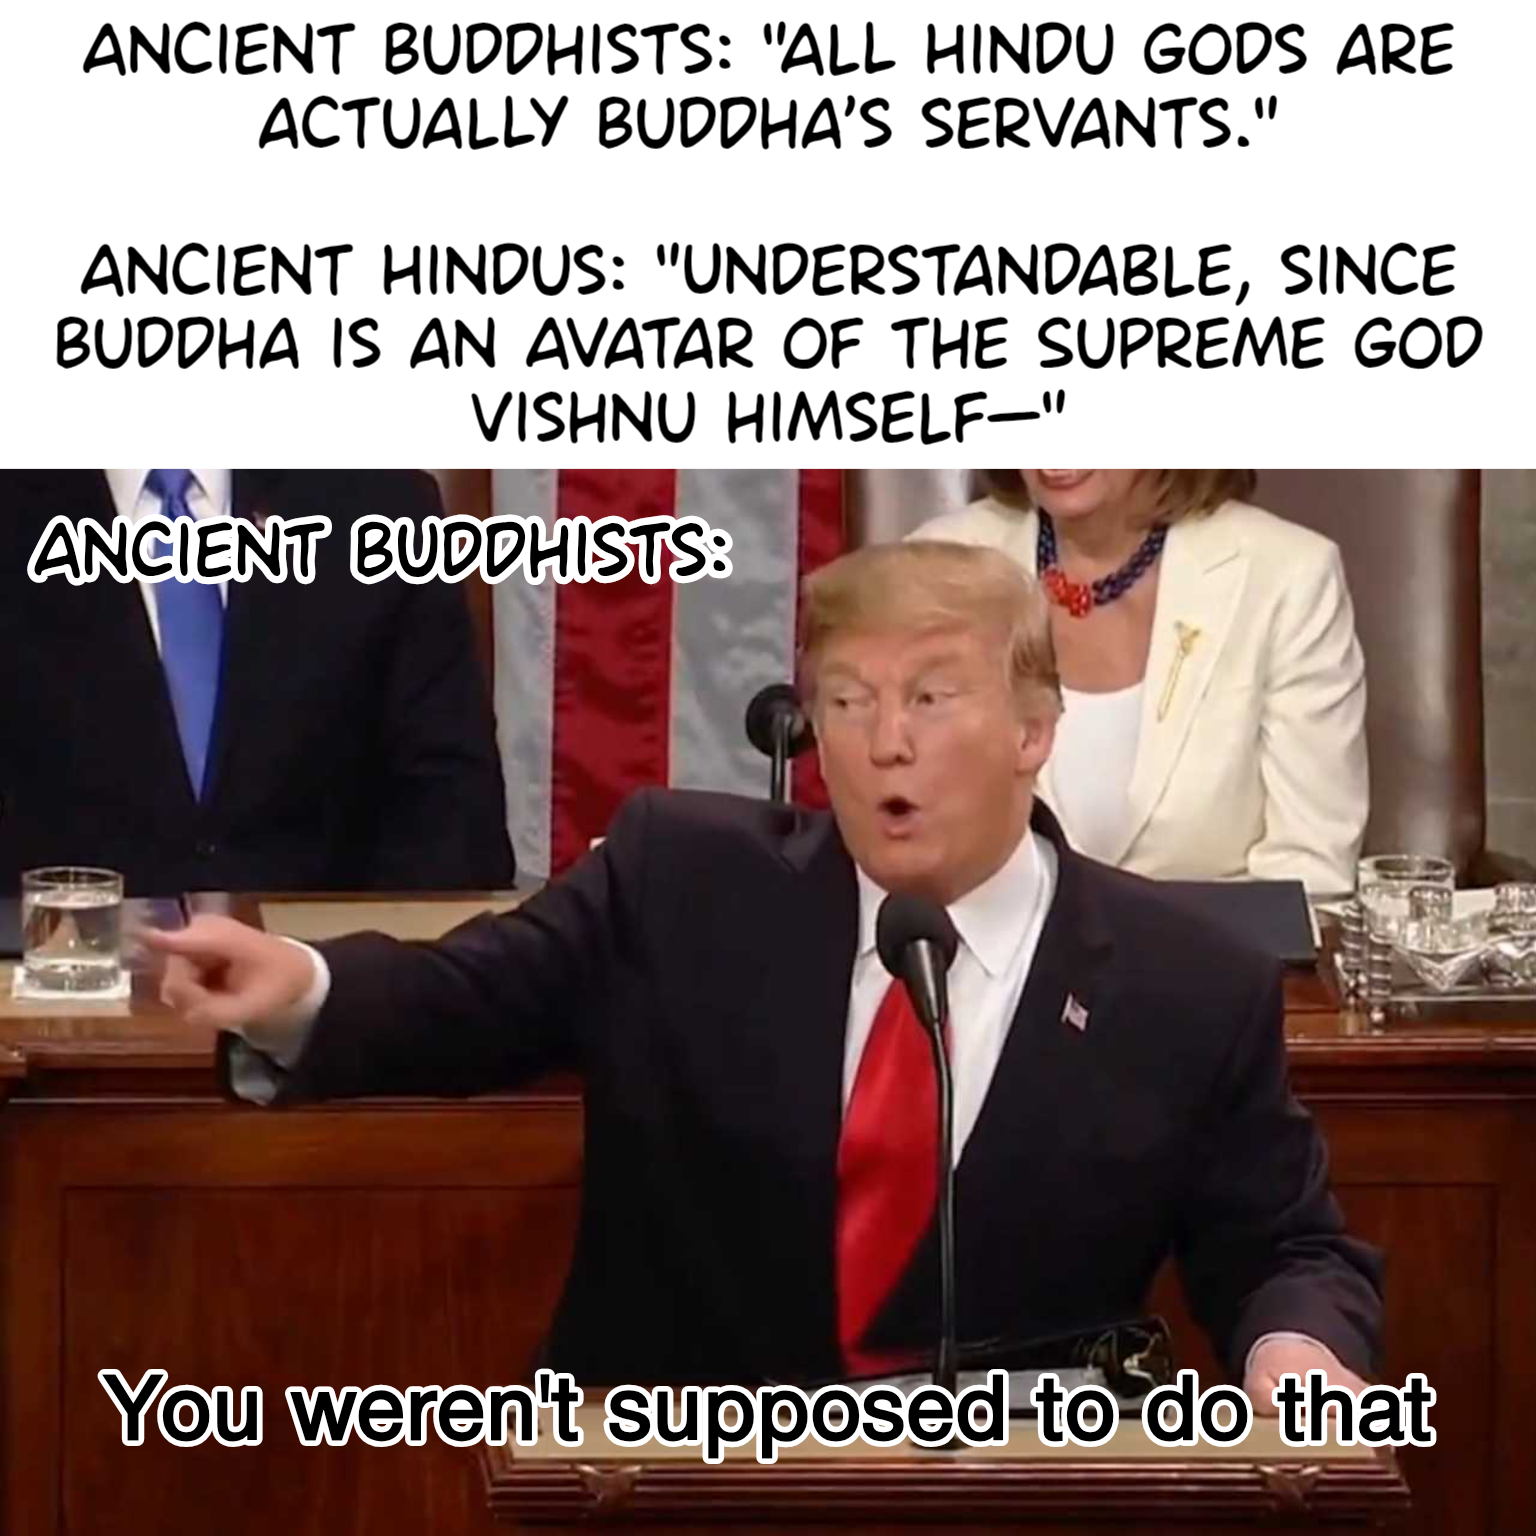 ANCIENT BUDDHISTS: "ALL HINDU GODS ARE
ACTUALLY BUDDHA'S SERVANTS."
ANCIENT HINDUS: "UNDERSTANDABLE, SINCE
BUDDHA IS AN AVATAR OF THE SUPREME GOD
VISHNU HIMSELF—"
ANCIENT BUDDHISTS:
You weren't supposed to do that